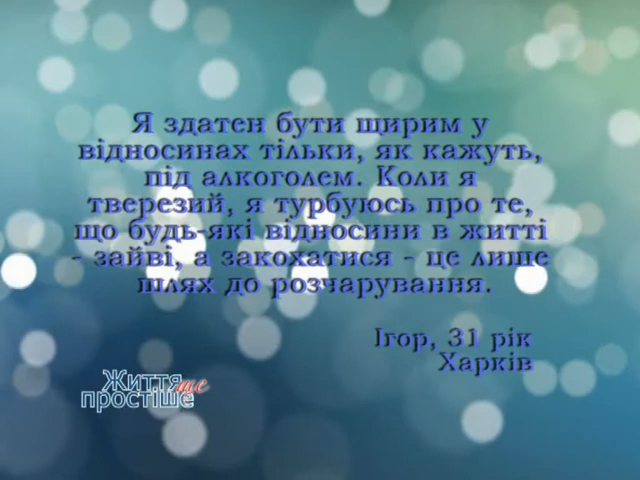 Я здатен бути щирим у
відносинах тільки, як кажуть,
під алкоголем. Коли я
тверезий, я турбуюсь про те,
що будь-які відносини в житті
- зайві, а закохатися - це лише
шлях до розчарування.
Ігор, 31 рік
Харків
Життя ще
простіше